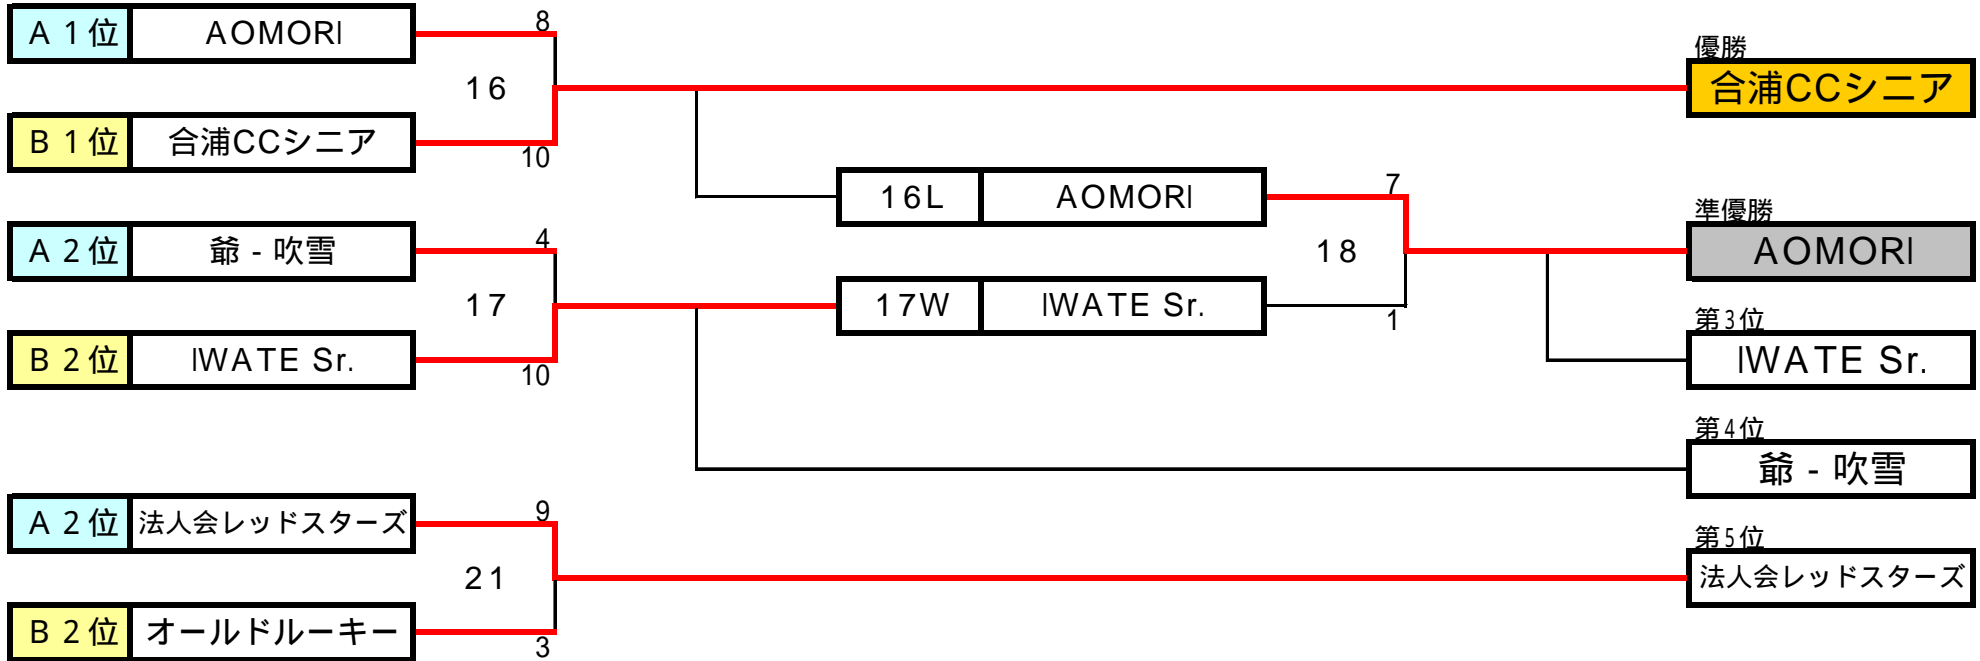 A 1位 AOMORI 8
優勝
16
合浦CCシニア
B 1位 合浦CCシニア 10
16L AOMORI 7
準優勝
A 2位 爺 - 吹雪 4
18
AOMORI
17
17W IWATE Sr. 1
第3位
B 2位 IWATE Sr. 10
IWATE Sr.
第4位
爺 - 吹雪
A 2位 法人会レッドスターズ 9
第5位
21
法人会レッドスターズ
B 2位 オールドルーキー 3